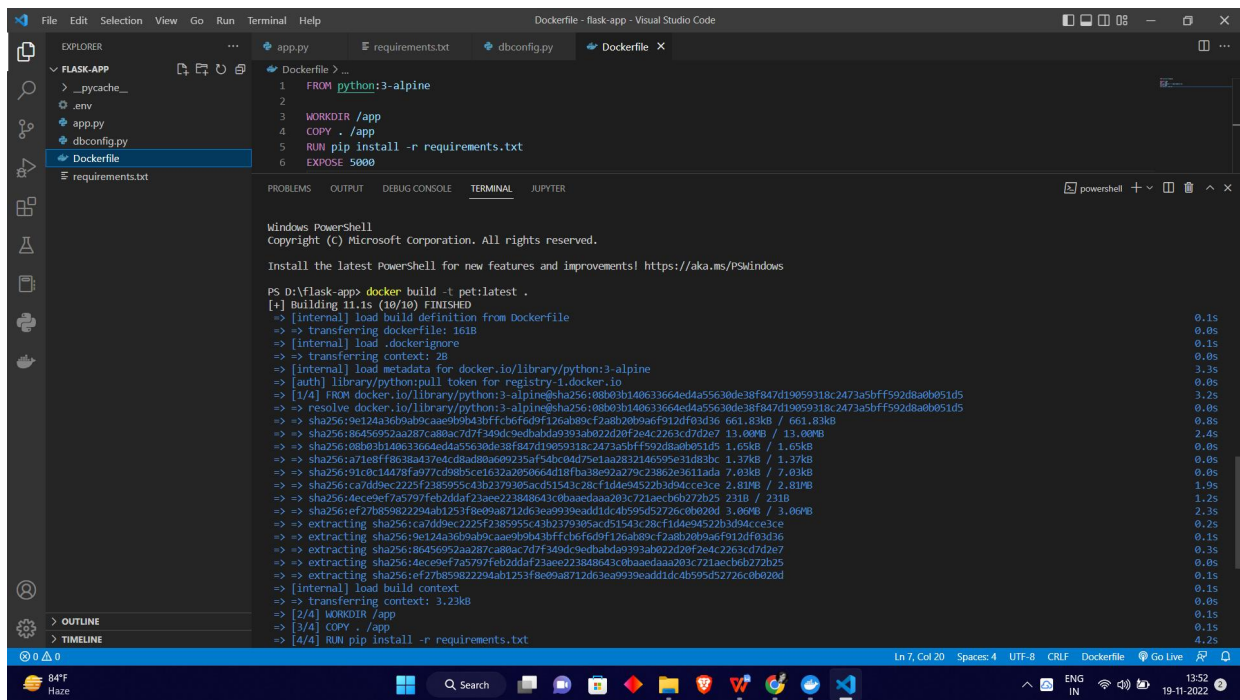 File Edit Selection View Go Run Terminal Help
Dockerfile - flask-app - Visual Studio Code
EXPLORER
FLASK-APP
__pycache__
.env
app.py
dbconfig.py
Dockerfile
requirements.txt
OUTLINE
TIMELINE
app.py requirements.txt dbconfig.py Dockerfile
Dockerfile > ...
1 FROM python:3-alpine
2
3 WORKDIR /app
4 COPY . /app
5 RUN pip install -r requirements.txt
6 EXPOSE 5000
PROBLEMS OUTPUT DEBUG CONSOLE TERMINAL JUPYTER
powershell
Windows PowerShell
Copyright (C) Microsoft Corporation. All rights reserved.
Install the latest PowerShell for new features and improvements! https://aka.ms/PSWindows
PS D:\flask-app> docker build -t pet:latest .
[+] Building 11.1s (10/10) FINISHED
=> [internal] load build definition from Dockerfile 0.1s
=> => transferring dockerfile: 161B 0.0s
=> [internal] load .dockerignore 0.1s
=> => transferring context: 2B 0.0s
=> [internal] load metadata for docker.io/library/python:3-alpine 3.3s
=> [auth] library/python:pull token for registry-1.docker.io 0.0s
=> [1/4] FROM docker.io/library/python:3-alpine@sha256:08b03b140633664ed4a55630de38f847d19059318c2473a5bff592d8a0b051d5 3.2s
=> => resolve docker.io/library/python:3-alpine@sha256:08b03b140633664ed4a55630de38f847d19059318c2473a5bff592d8a0b051d5 0.0s
=> => sha256:9e124a36b9ab9caae9b9b43bffcb6f6d9f126ab89cf2a8b20b9a6f912df03d36 661.83kB / 661.83kB 0.8s
=> => sha256:86456952aa287ca80ac7d7f349dc9edbabda9393ab022d20f2e4c2263cd7d2e7 13.00MB / 13.00MB 2.4s
=> => sha256:08b03b140633664ed4a55630de38f847d19059318c2473a5bff592d8a0b051d5 1.65kB / 1.65kB 0.0s
=> => sha256:a71e8ff8638a437e4cd8ad80a609235af54bc04d75e1aa2832146595e31d83bc 1.37kB / 1.37kB 0.0s
=> => sha256:91c0c14478fa977cd98b5ce1632a2050664d18fba38e92a279c23862e3611ada 7.03kB / 7.03kB 0.0s
=> => sha256:ca7dd9ec2225f2385955c43b2379305acd51543c28cf1d4e94522b3d94cce3ce 2.81MB / 2.81MB 1.9s
=> => sha256:4ece9ef7a5797feb2ddaf23aee223848643c0baaedaaa203c721aecb6b272b25 231B / 231B 1.2s
=> => sha256:ef27b859822294ab1253f8e09a8712d63ea9939eadd1dc4b595d52726c0b020d 3.06MB / 3.06MB 2.3s
=> => extracting sha256:ca7dd9ec2225f2385955c43b2379305acd51543c28cf1d4e94522b3d94cce3ce 0.2s
=> => extracting sha256:9e124a36b9ab9caae9b9b43bffcb6f6d9f126ab89cf2a8b20b9a6f912df03d36 0.1s
=> => extracting sha256:86456952aa287ca80ac7d7f349dc9edbabda9393ab022d20f2e4c2263cd7d2e7 0.3s
=> => extracting sha256:4ece9ef7a5797feb2ddaf23aee223848643c0baaedaaa203c721aecb6b272b25 0.0s
=> => extracting sha256:ef27b859822294ab1253f8e09a8712d63ea9939eadd1dc4b595d52726c0b020d 0.1s
=> [internal] load build context 0.1s
=> => transferring context: 3.23kB 0.0s
=> [2/4] WORKDIR /app 0.1s
=> [3/4] COPY . /app 0.1s
=> [4/4] RUN pip install -r requirements.txt 4.2s
0 0
Ln 7, Col 20 Spaces: 4 UTF-8 CRLF Dockerfile Go Live
84°F
Haze
Search
ENG
IN
13:52
19-11-2022
2